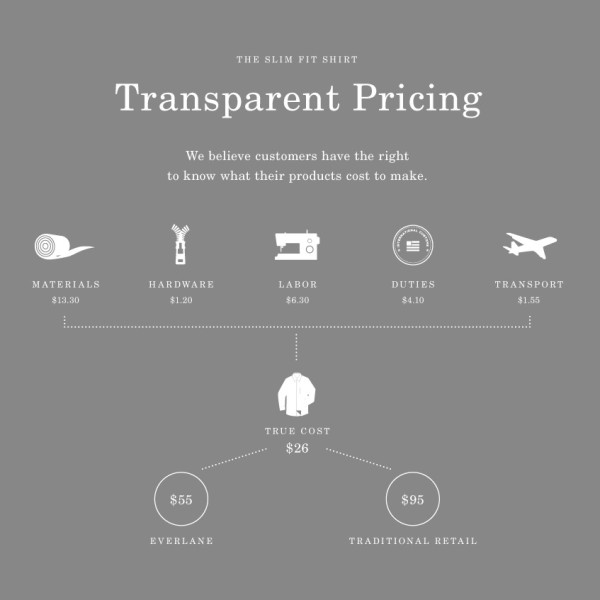 THE SLIM FIT SHIRT
Transparent Pricing
We believe customers have the right
to know what their products cost to make.
MATERIALS
$13.30
HARDWARE
$1.20
LABOR
$6.30
DUTIES
$4.10
TRANSPORT
$1.55
TRUE COST
$26
$55
EVERLANE
$95
TRADITIONAL RETAIL